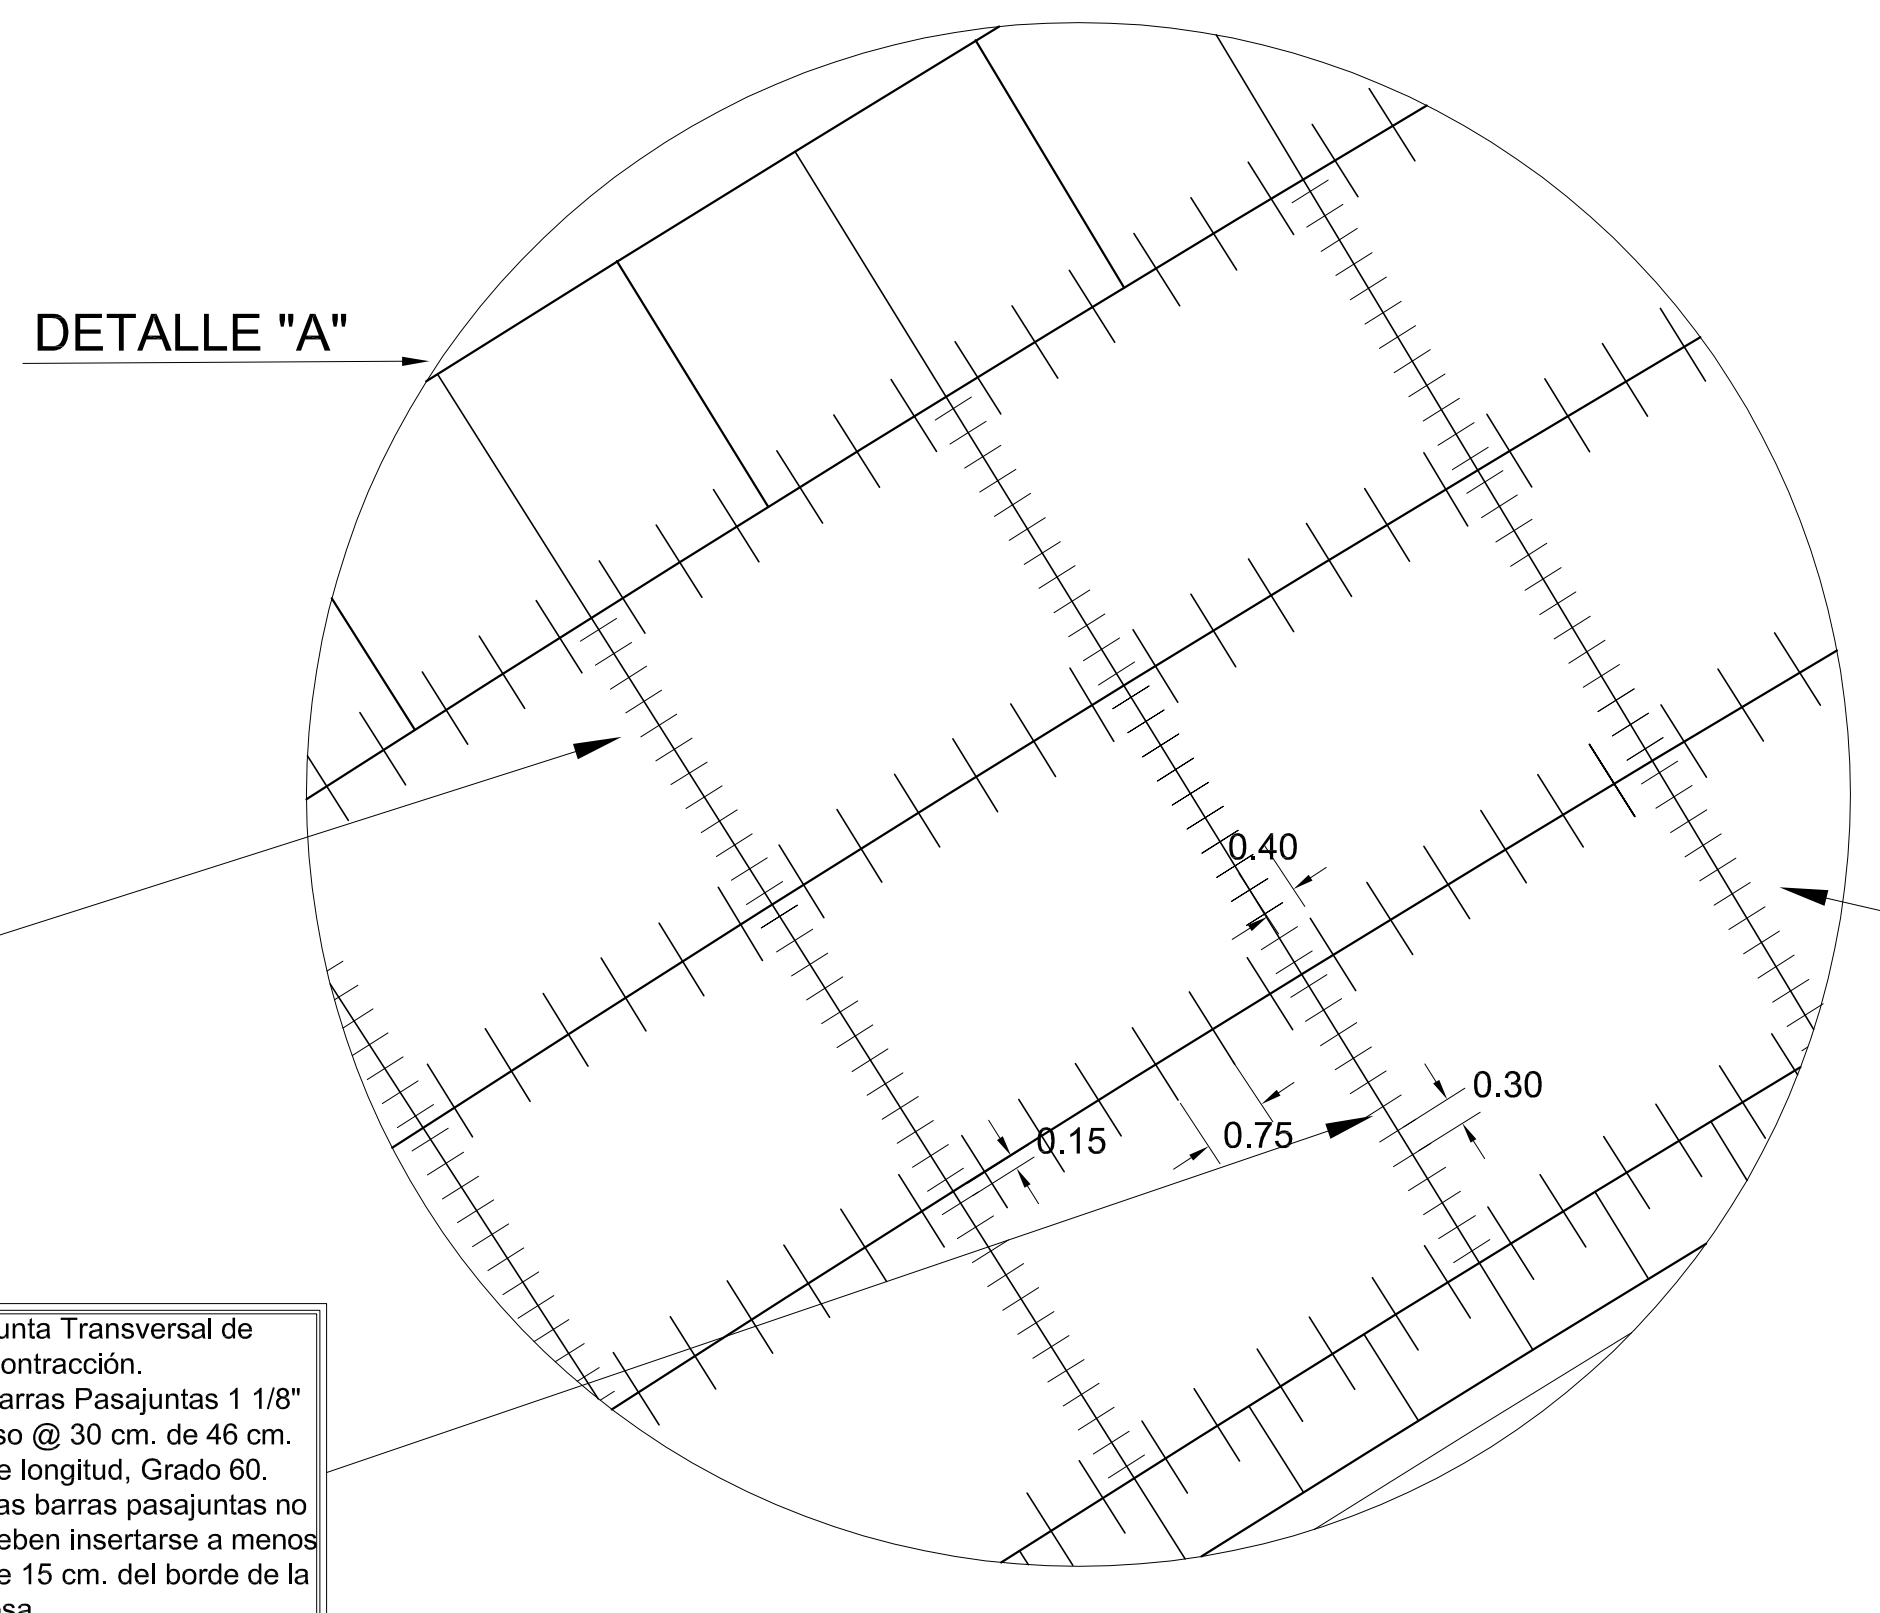 DETALLE "A"
0.40
0.30
0.75
0.15
unta Transversal de
ontracción.
arras Pasajuntas 1 1/8"
so @ 30 cm. de 46 cm.
e longitud, Grado 60.
as barras pasajuntas no
eben insertarse a menos
e 15 cm. del borde de la